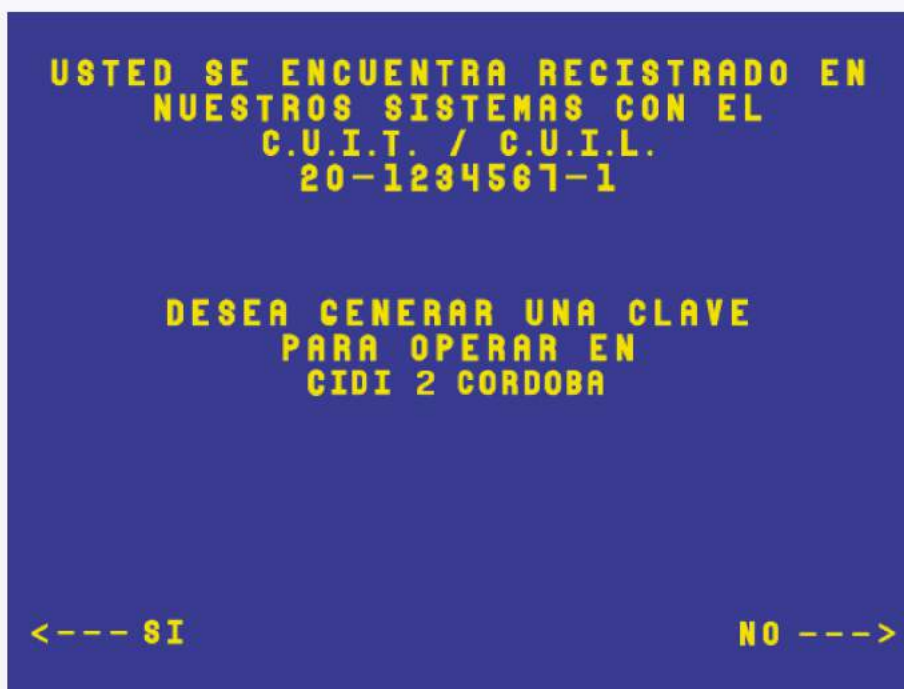 USTED SE ENCUENTRA REGISTRADO EN
NUESTROS SISTEMAS CON EL
C.U.I.T. / C.U.I.L.
20-1234567-1
DESEA GENERAR UNA CLAVE
PARA OPERAR EN
CIDI 2 CORDOBA
<--- SI
NO --->